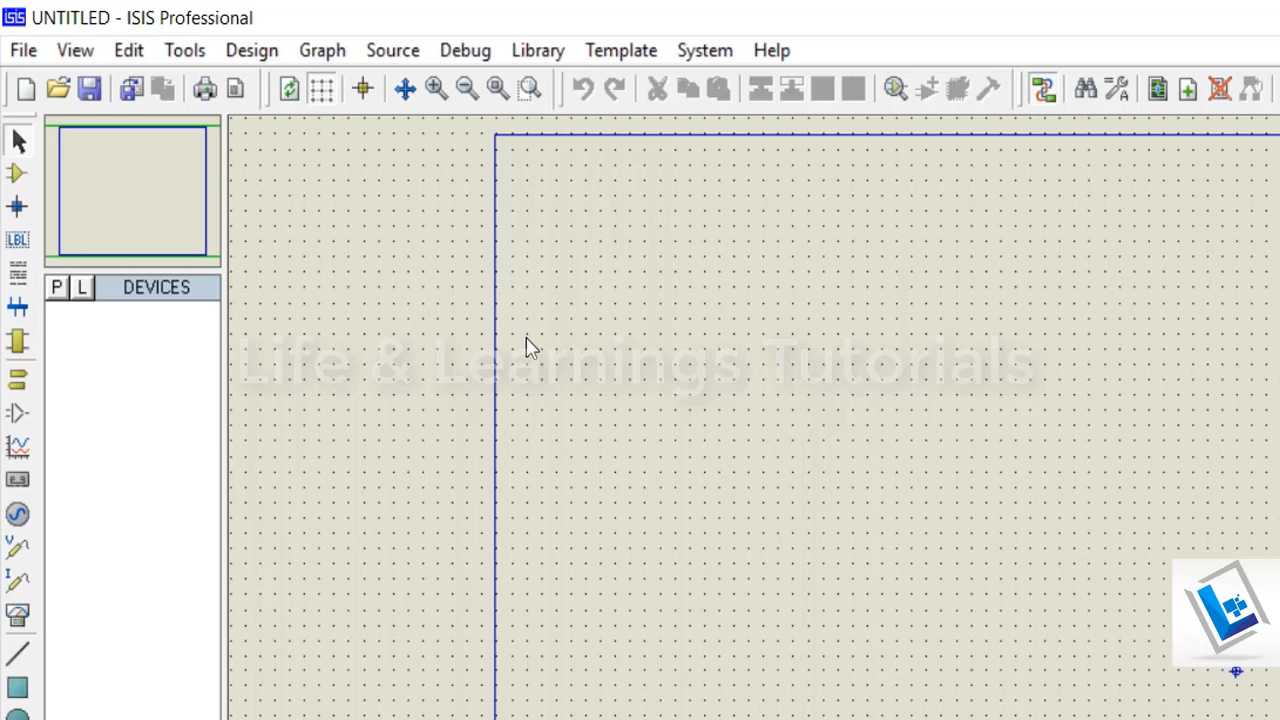 isis UNTITLED - ISIS Professional
File View Edit Tools Design Graph Source Debug Library Template System Help
A
LBL
P L DEVICES
Life & Learnings Tutorials
V
I